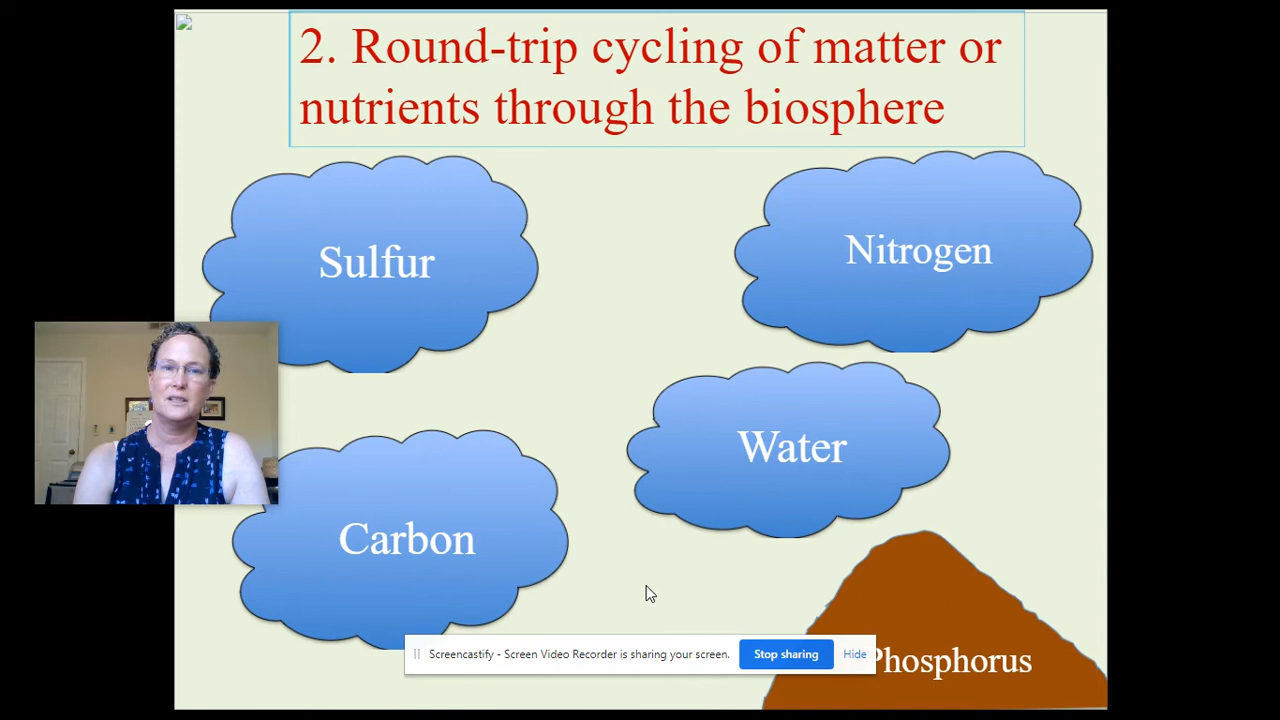 2. Round-trip cycling of matter or
nutrients through the biosphere
Sulfur
Nitrogen
Water
Carbon
Phosphorus
Screencastify - Screen Video Recorder is sharing your screen.
Stop sharing
Hide